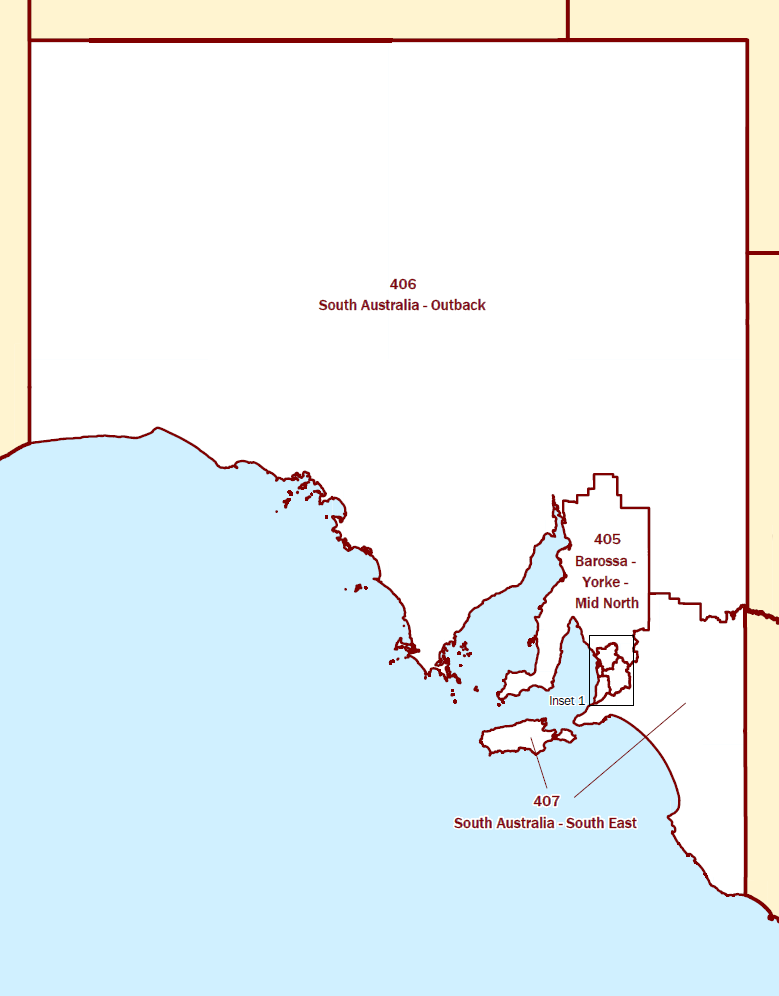 406
South Australia - Outback
405
Barossa -
Yorke -
Mid North
Inset 1
407
South Australia - South East